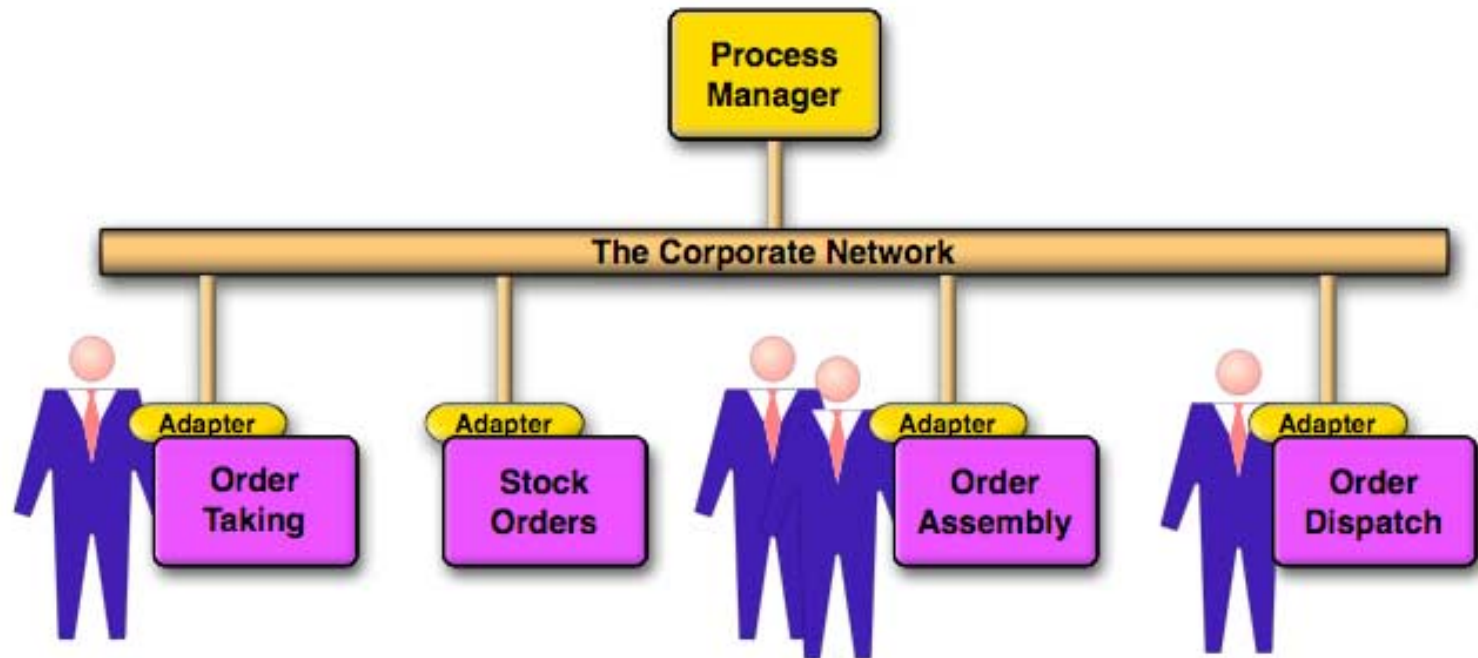 Process
Manager
The Corporate Network
Adapter
Order
Taking
Adapter
Stock
Orders
Adapter
Order
Assembly
Adapter
Order
Dispatch